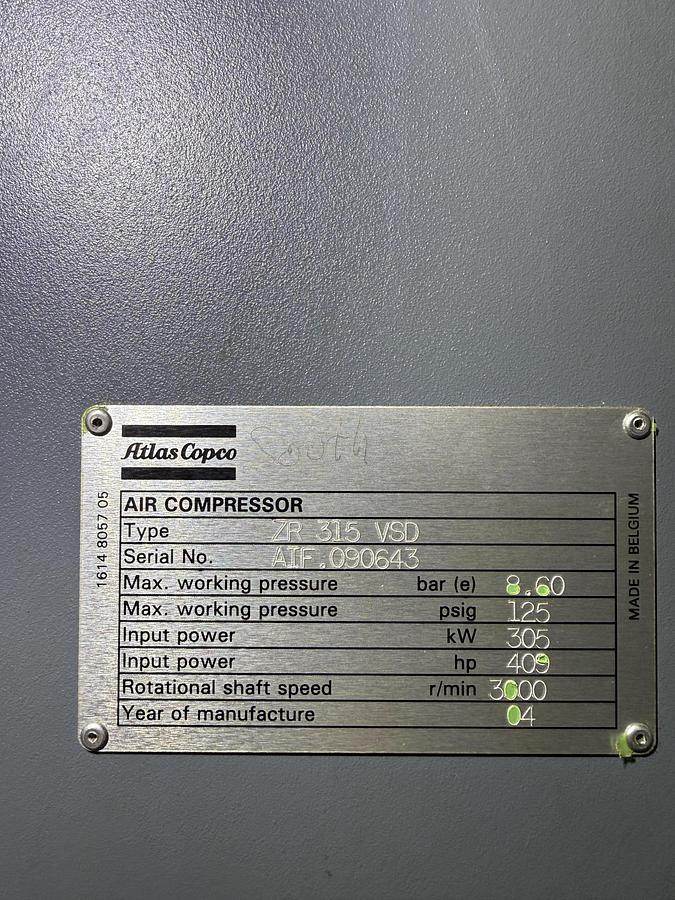 Atlas Copco South
AIR COMPRESSOR
Type ZR 315 VSD
Serial No. AIF.090643
Max. working pressure bar (e) 8.60
Max. working pressure psig 125
Input power kW 305
Input power hp 409
Rotational shaft speed r/min 3000
Year of manufacture 04
1614 8057 05
MADE IN BELGIUM